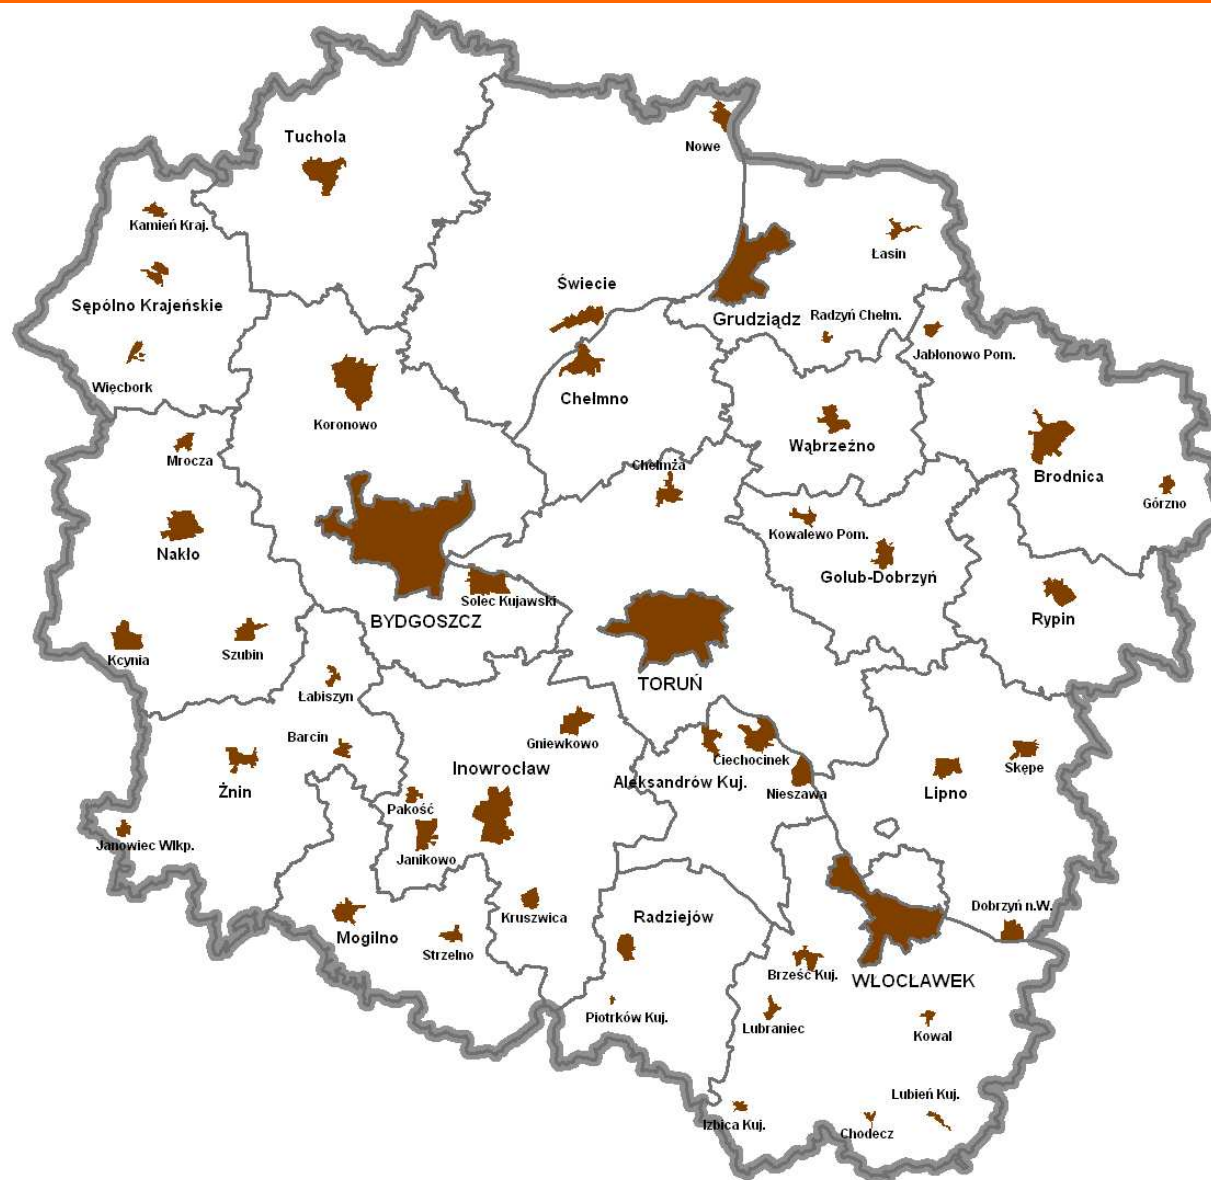 Tuchola
Nowe
Kamień Kraj.
Łasin
Świecie
Sępólno Krajeńskie
Radzyń Chełm.
Grudziądz
Jabłonowo Pom.
Więcbork
Chełmno
Koronowo
Wąbrzeźno
Mrocza
Chełmża
Brodnica
Górzno
Kowalewo Pom.
Nakło
Golub-Dobrzyń
Solec Kujawski
BYDGOSZCZ
Rypin
Kcynia
Szubin
TORUŃ
Łabiszyn
Barcin
Gniewkowo
Ciechocinek
Skępe
Inowrocław
Aleksandrów Kuj.
Żnin
Nieszawa
Lipno
Pakość
Janowiec Wlkp.
Janikowo
Dobrzyń n.W.
Kruszwica
Radziejów
Mogilno
Strzelno
Brześć Kuj.
WŁOCŁAWEK
Piotrków Kuj.
Lubraniec
Kowal
Lubień Kuj.
Izbica Kuj.
Chodecz